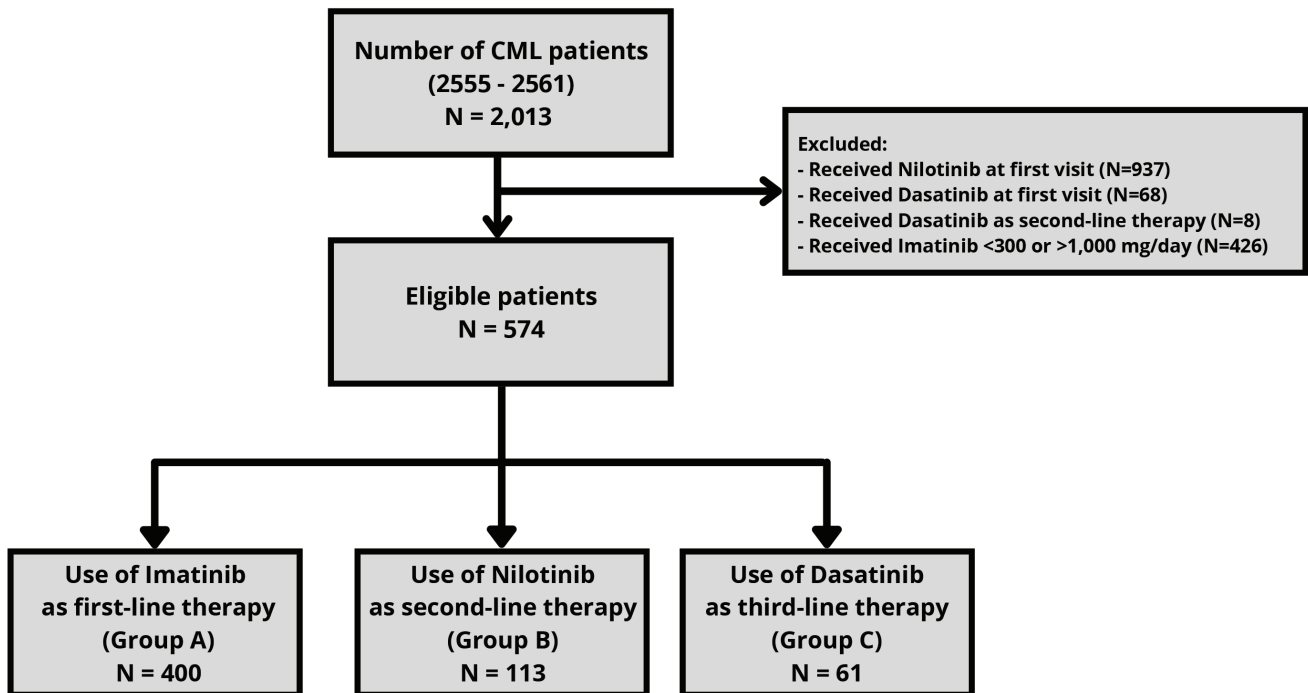 Number of CML patients
(2555 - 2561)
N = 2,013
Excluded:
- Received Nilotinib at first visit (N=937)
- Received Dasatinib at first visit (N=68)
- Received Dasatinib as second-line therapy (N=8)
- Received Imatinib <300 or >1,000 mg/day (N=426)
Eligible patients
N = 574
Use of Imatinib
as first-line therapy
(Group A)
N = 400
Use of Nilotinib
as second-line therapy
(Group B)
N = 113
Use of Dasatinib
as third-line therapy
(Group C)
N = 61